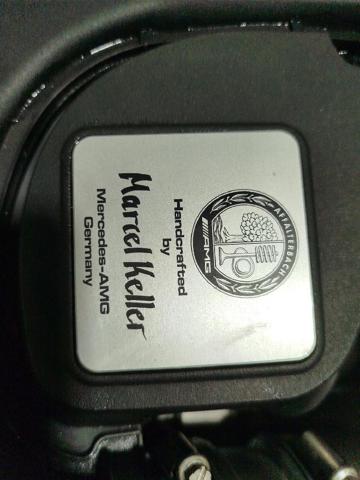 AFFALTERBACH
AMG
Handcrafted
by
Marcel Keller
Mercedes-AMG
Germany